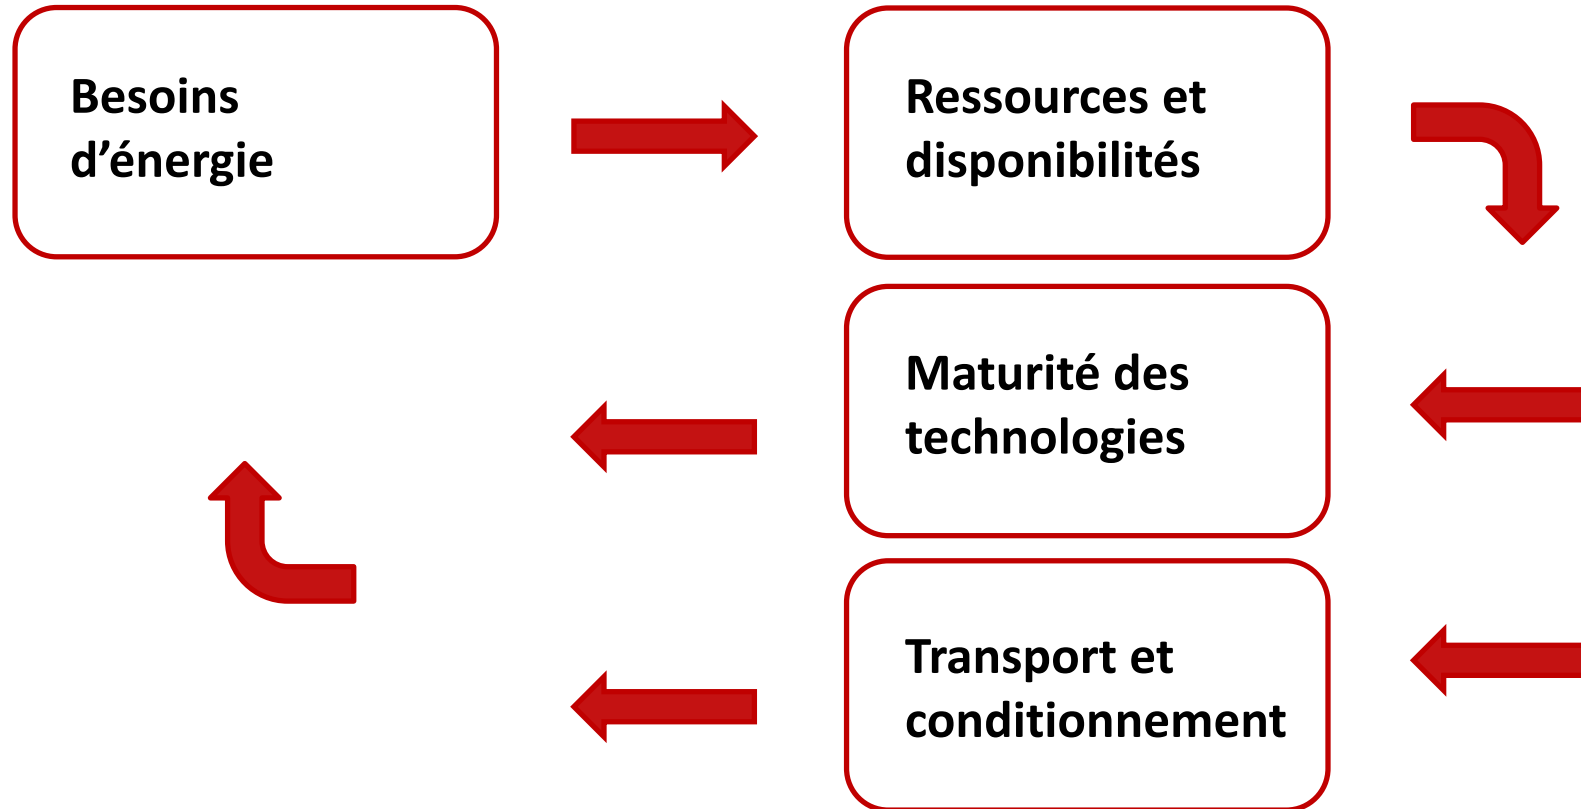 Besoins
d’énergie
Ressources et
disponibilités
Maturité des
technologies
Transport et
conditionnement